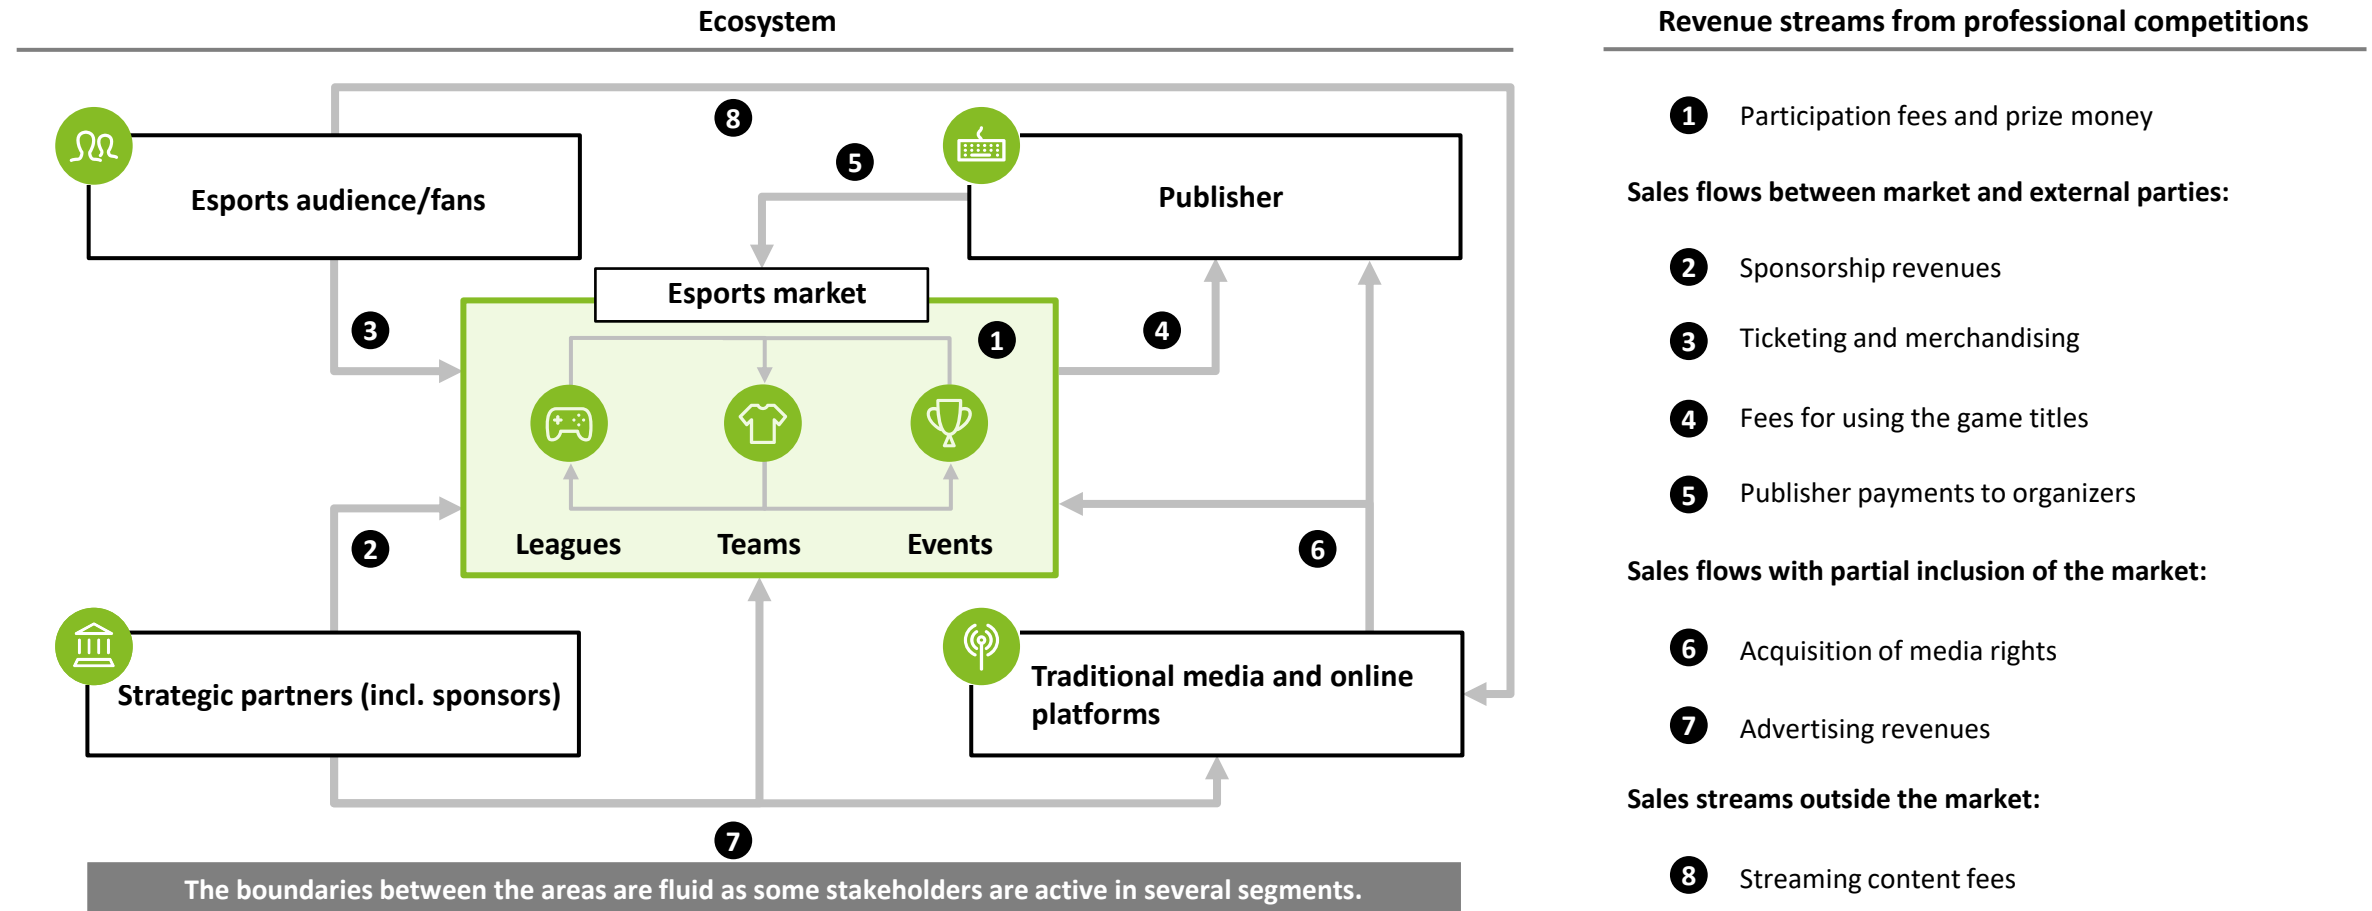 Ecosystem
Revenue streams from professional competitions
8
5
Esports audience/fans
Publisher
Esports market
3
1
4
Leagues
Teams
Events
2
6
Strategic partners (incl. sponsors)
Traditional media and online
platforms
7
The boundaries between the areas are fluid as some stakeholders are active in several segments.
1 Participation fees and prize money
Sales flows between market and external parties:
2 Sponsorship revenues
3 Ticketing and merchandising
4 Fees for using the game titles
5 Publisher payments to organizers
Sales flows with partial inclusion of the market:
6 Acquisition of media rights
7 Advertising revenues
Sales streams outside the market:
8 Streaming content fees